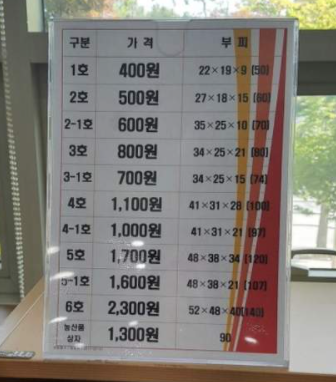 구분 가격 부피
1호 400원 22×19×9 (50)
2호 500원 27×18×15 (60)
2-1호 600원 35×25×10 (70)
3호 800원 34×25×21 (80)
3-1호 700원 34×25×15 (74)
4호 1,100원 41×31×28 (100)
4-1호 1,000원 41×31×21 (97)
5호 1,700원 48×38×34 (120)
5-1호 1,600원 48×38×21 (107)
6호 2,300원 52×48×40 (140)
농산품
상자 1,300원 90